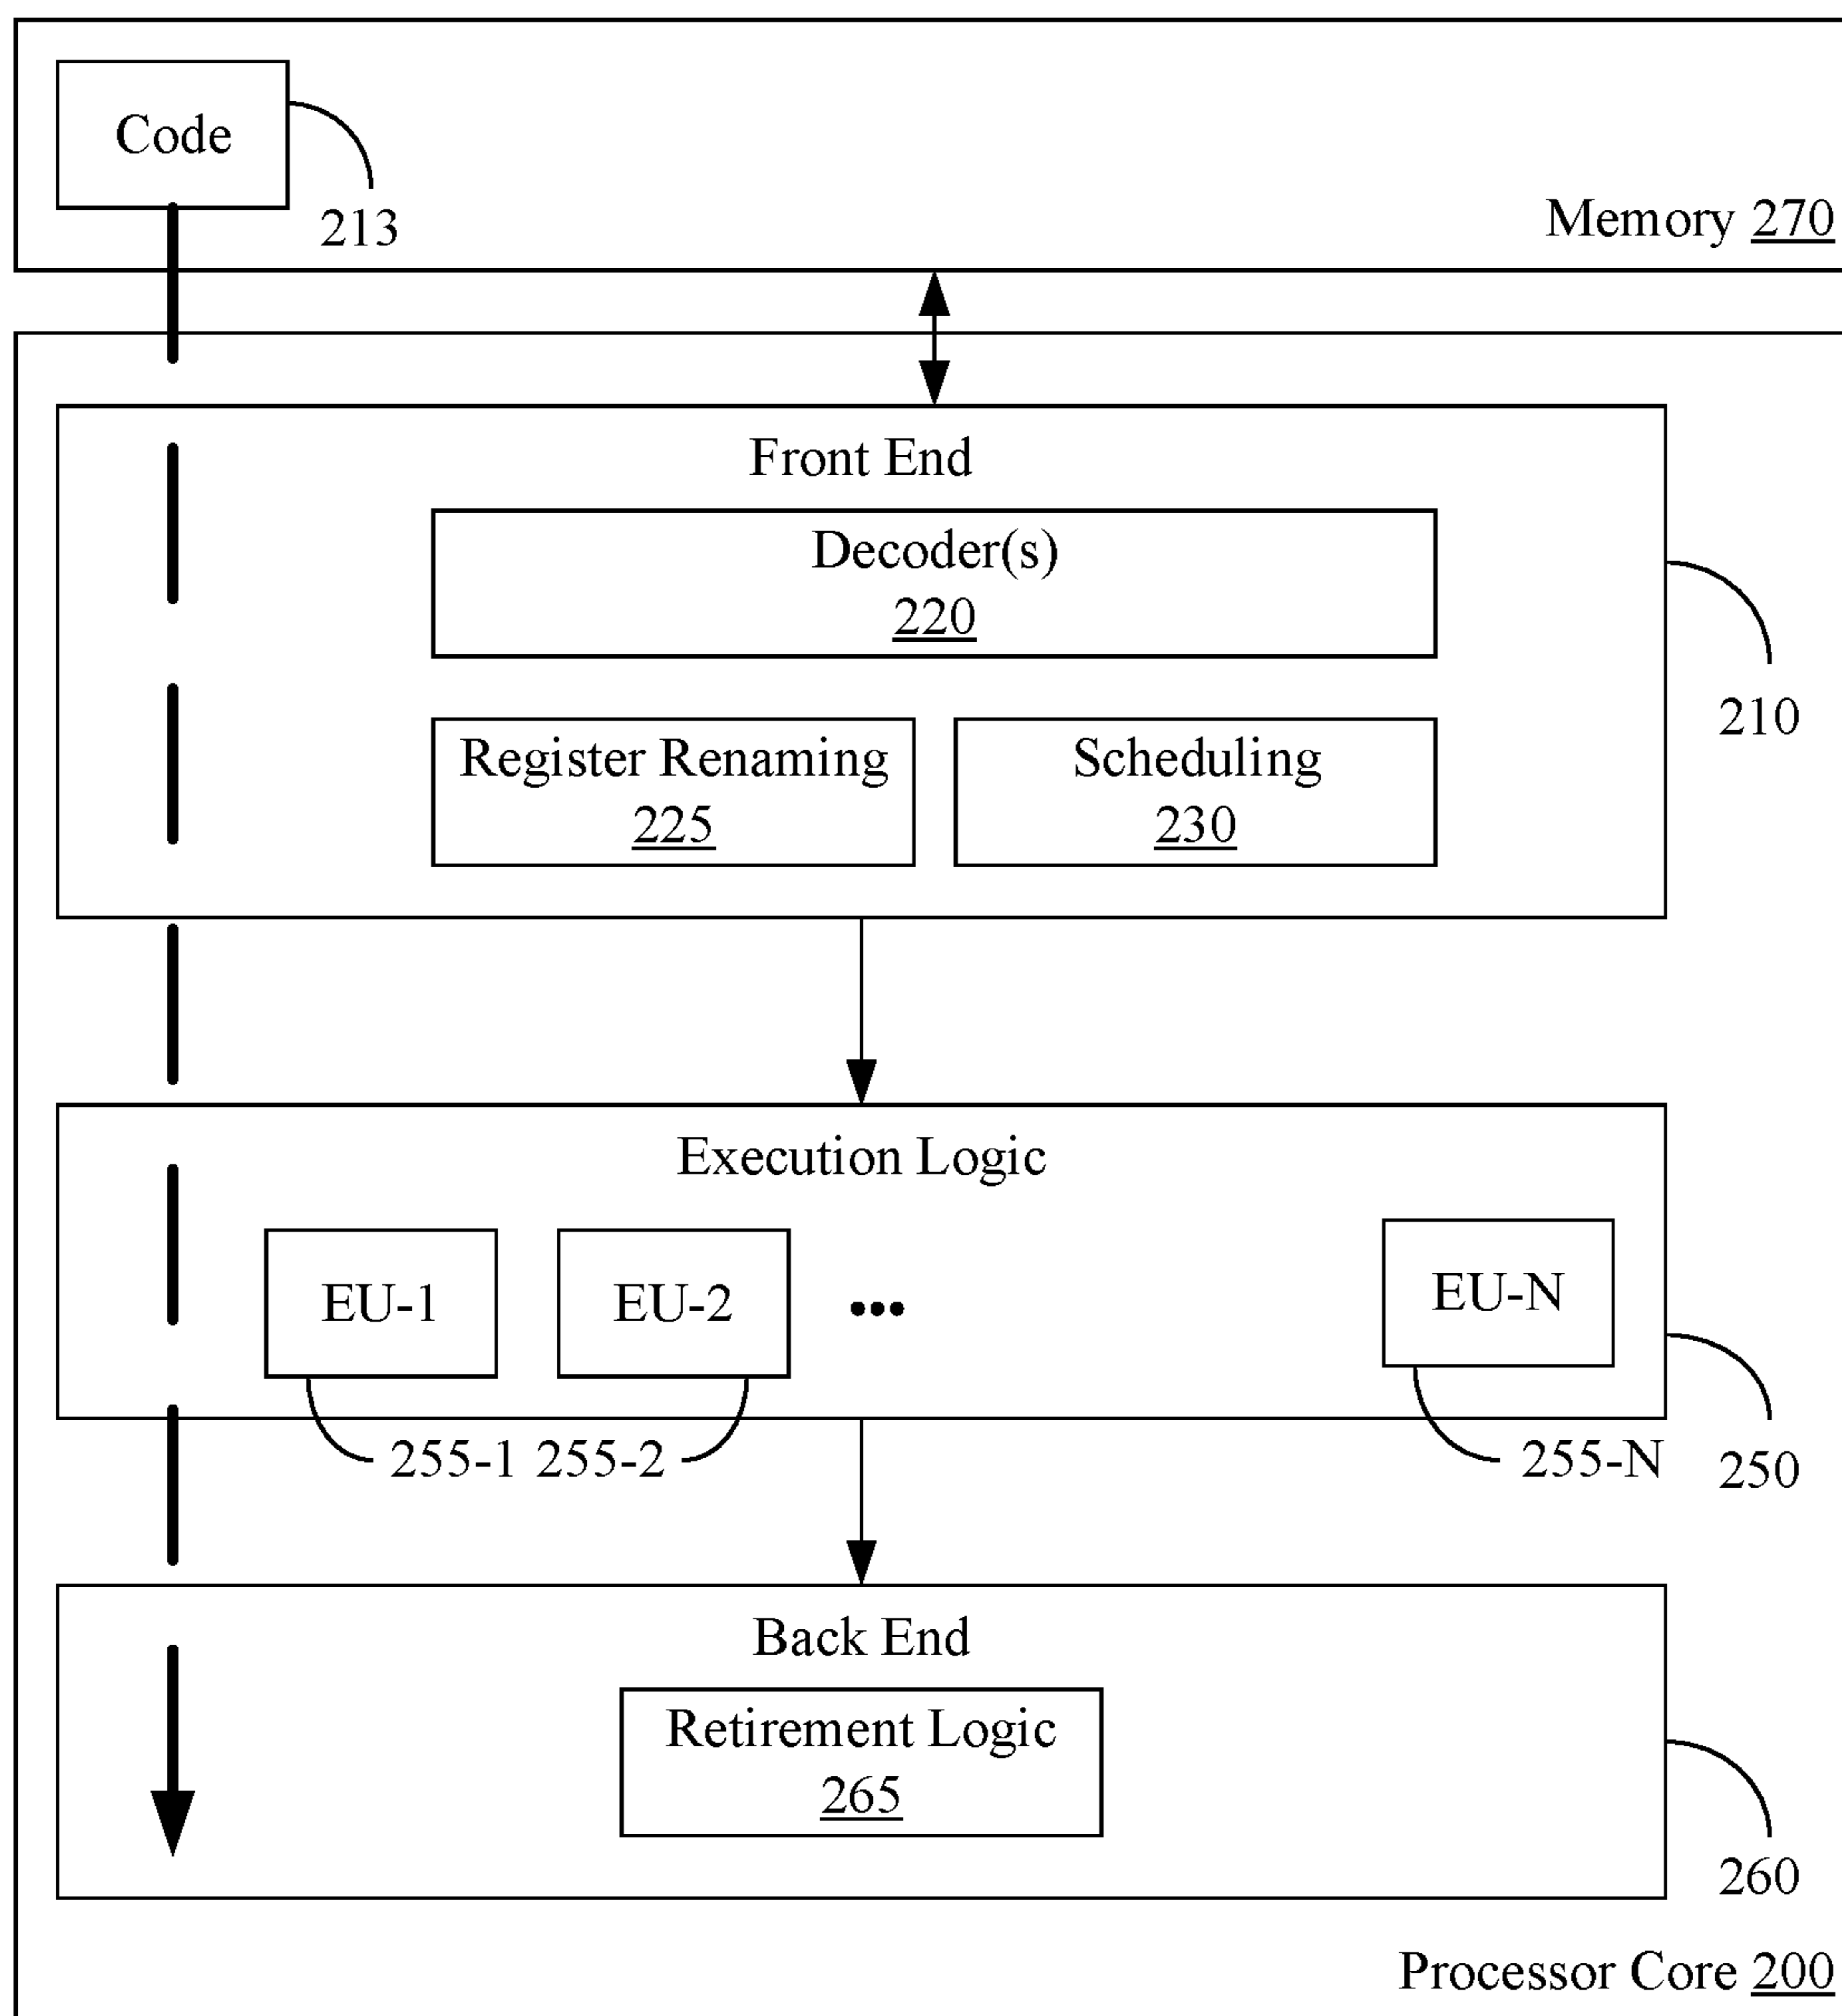 Code
213
Memory 270
Front End
Decoder(s)
220
210
Register Renaming
225
Scheduling
230
Execution Logic
EU-1
EU-2
•••
EU-N
255-1 255-2
255-N
250
Back End
Retirement Logic
265
260
Processor Core 200